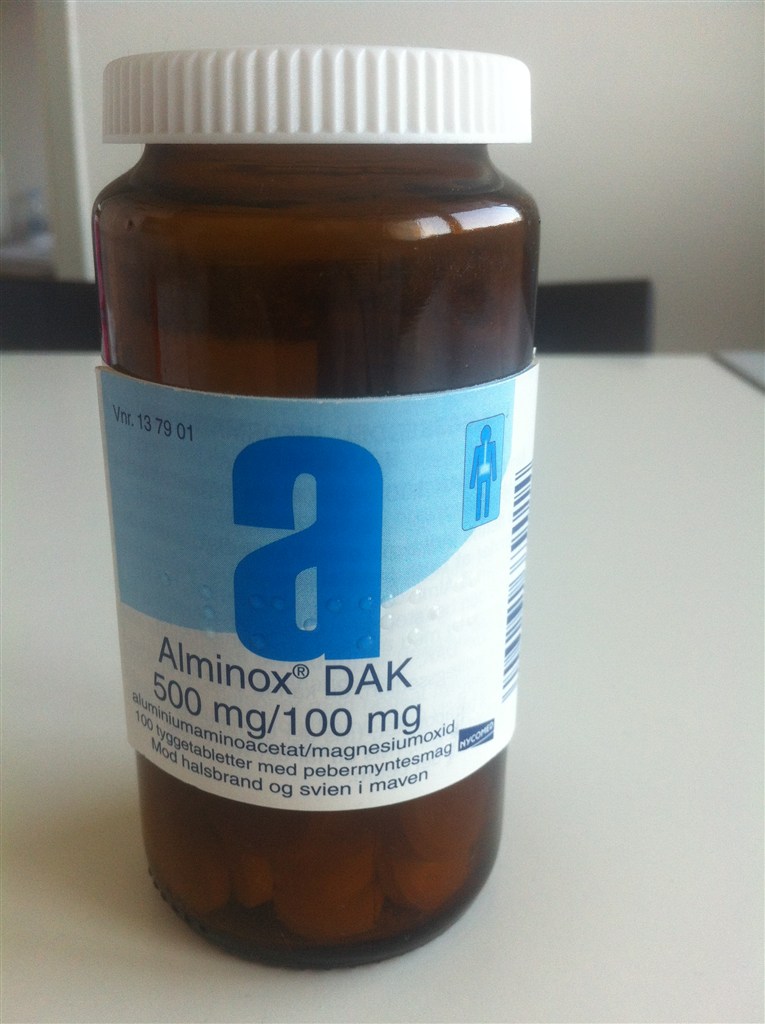 Vnr. 13 79 01
a
Alminox® DAK
500 mg/100 mg
aluminiumaminoacetat/magnesiumoxid
100 tyggetabletter med pebermyntesmag
Mod halsbrand og svien i maven
NYCOMED